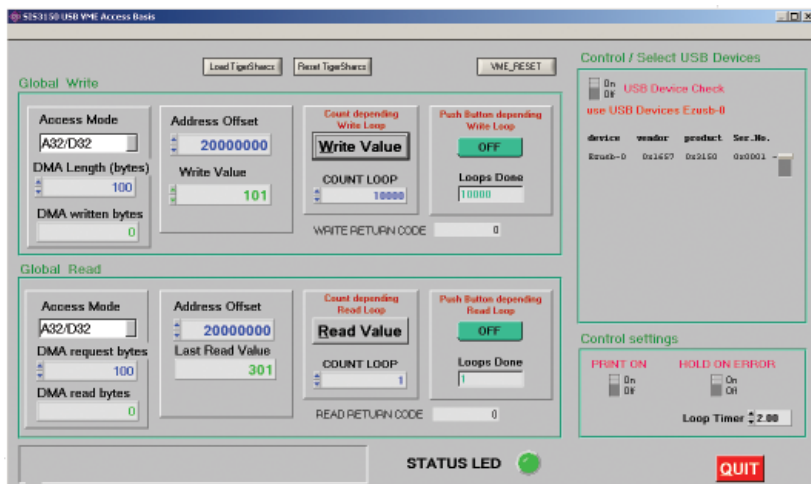 SIS3150 USB VME Access Basis
Load TigerSharcs
Reset TigerSharcs
VME_RESET
Global Write
Access Mode
A32/D32
DMA Length (bytes)
100
DMA written bytes
0
Address Offset
20000000
Write Value
101
Count depending
Write Loop
Write Value
COUNT LOOP
10000
Push Button depending
Write Loop
OFF
Loops Done
10000
WRITE RETURN CODE 0
Global Read
Access Mode
A32/D32
DMA request bytes
100
DMA read bytes
0
Address Offset
20000000
Last Read Value
301
Count depending
Read Loop
Read Value
COUNT LOOP
1
Push Button depending
Read Loop
OFF
Loops Done
1
READ RETURN CODE 0
Control / Select USB Devices
On
Off
USB Device Check
use USB Devices Ezusb-0
device vendor product Ser.No.
Ezusb-0 0x1657 0x3150 0x0001
Control settings
PRINT ON
On
Off
HOLD ON ERROR
On
Off
Loop Timer 2.00
STATUS LED
QUIT